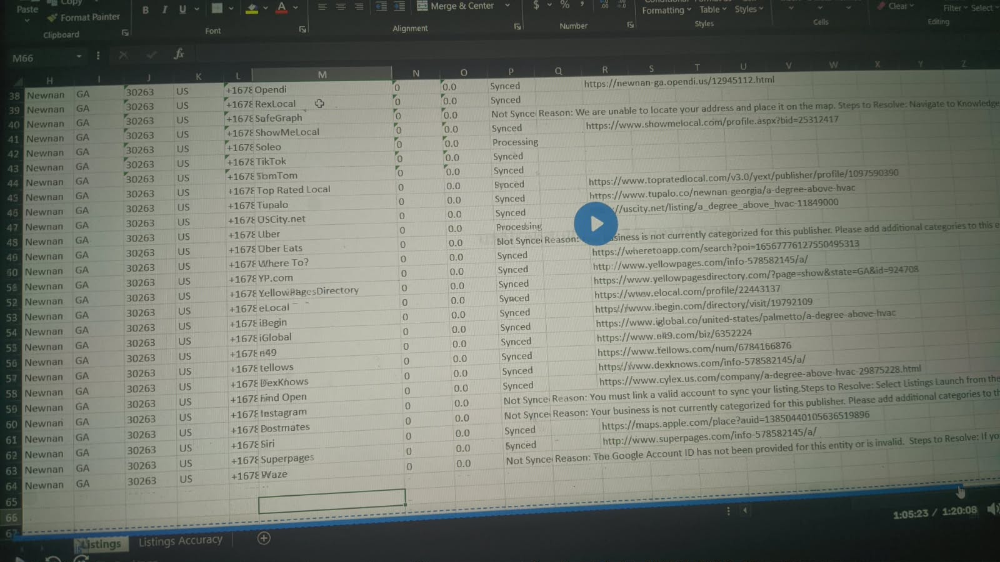 Paste Copy
Format Painter
B I U A Merge & Center $ % Formatting Table Styles Clear Filter Select
Clipboard Font Alignment Number Styles Cells Editing
M66 fx
H I J K L M N O P Q R S T U V W X Y Z
38 Newnan GA 30263 US +1678 Opendi 0 0.0 Synced https://newnan-ga.opendi.us/12945112.html
39 Newnan GA 30263 US +1678 RexLocal 0 0.0 Synced
40 Newnan GA 30263 US +1678 SafeGraph 0 0.0 Not Synce Reason: We are unable to locate your address and place it on the map. Steps to Resolve: Navigate to Knowledge
41 Newnan GA 30263 US +1678 ShowMeLocal 0 0.0 Synced https://www.showmelocal.com/profile.aspx?bid=25312417
42 Newnan GA 30263 US +1678 Soleo 0 0.0 Processing
43 Newnan GA 30263 US +1678 TikTok 0 0.0 Synced
44 Newnan GA 30263 US +1678 TomTom 0 0.0 Synced
45 Newnan GA 30263 US +1678 Top Rated Local 0 0.0 Synced https://www.topratedlocal.com/v3.0/yext/publisher/profile/1097590390
46 Newnan GA 30263 US +1678 Tupalo 0 0.0 Synced https://www.tupalo.co/newnan-georgia/a-degree-above-hvac
47 Newnan GA 30263 US +1678 USCity.net 0 0.0 Synced //uscity.net/listing/a_degree_above_hvac-11849000
48 Newnan GA 30263 US +1678 Uber 0 0.0 Processing
49 Newnan GA 30263 US +1678 Uber Eats 0 0.0 Not Synce Reason: is not currently categorized for this publisher. Please add additional categories to this e
50 Newnan GA 30263 US +1678 Where To? 0 0.0 Synced https://wheretoapp.com/search?poi=16567776127550495313
51 Newnan GA 30263 US +1678 YP.com 0 0.0 Synced http://www.yellowpages.com/info-578582145/a/
52 Newnan GA 30263 US +1678 YellowPagesDirectory 0 0.0 Synced https://www.yellowpagesdirectory.com/?page=show&state=GA&id=924708
53 Newnan GA 30263 US +1678 eLocal 0 0.0 Synced https://www.elocal.com/profile/22443137
54 Newnan GA 30263 US +1678 iBegin 0 0.0 Synced https://www.ibegin.com/directory/visit/19792109
55 Newnan GA 30263 US +1678 iGlobal 0 0.0 Synced https://www.iglobal.co/united-states/palmetto/a-degree-above-hvac
56 Newnan GA 30263 US +1678 n49 0 0.0 Synced https://www.n49.com/biz/6352224
57 Newnan GA 30263 US +1678 tellows 0 0.0 Synced https://www.tellows.com/num/6784166876
58 Newnan GA 30263 US +1678 DexKnows 0 0.0 Synced https://www.dexknows.com/info-578582145/a/
59 Newnan GA 30263 US +1678 Find Open 0 0.0 Synced https://www.cylex.us.com/company/a-degree-above-hvac-29875228.html
60 Newnan GA 30263 US +1678 Instagram 0 0.0 Not Synce Reason: You must link a valid account to sync your listing.Steps to Resolve: Select Listings Launch from the
61 Newnan GA 30263 US +1678 Postmates 0 0.0 Not Synce Reason: Your business is not currently categorized for this publisher. Please add additional categories to th
62 Newnan GA 30263 US +1678 Siri 0 0.0 Synced https://maps.apple.com/place?auid=13850440105636519896
63 Newnan GA 30263 US +1678 Superpages 0 0.0 Synced http://www.superpages.com/info-578582145/a/
64 Newnan GA 30263 US +1678 Waze 0 0.0 Not Synce Reason: The Google Account ID has not been provided for this entity or is invalid. Steps to Resolve: If yo
65
66
67
1:05:23 / 1:20:08
Listings Listings Accuracy